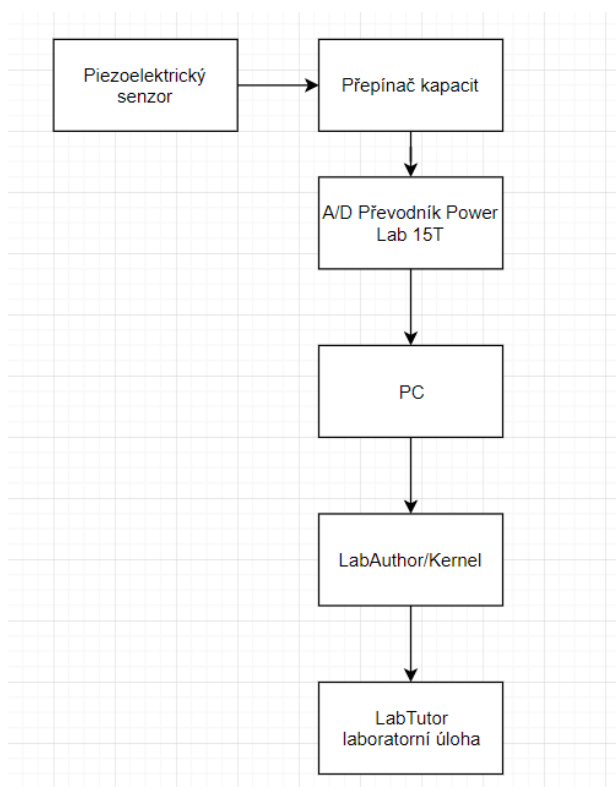 Piezoelektrický
senzor
Přepínač kapacit
A/D Převodník Power
Lab 15T
PC
LabAuthor/Kernel
LabTutor
laboratorní úloha